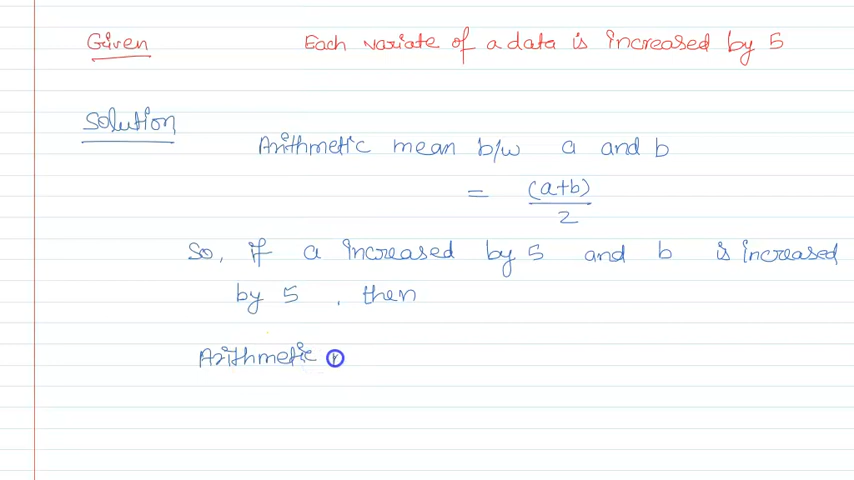 Given Each variate of a data is increased by 5
Solution
Arithmetic mean b/w a and b
= (a+b)/2
So, if a increased by 5 and b is increased
by 5 , then
Arithmetic